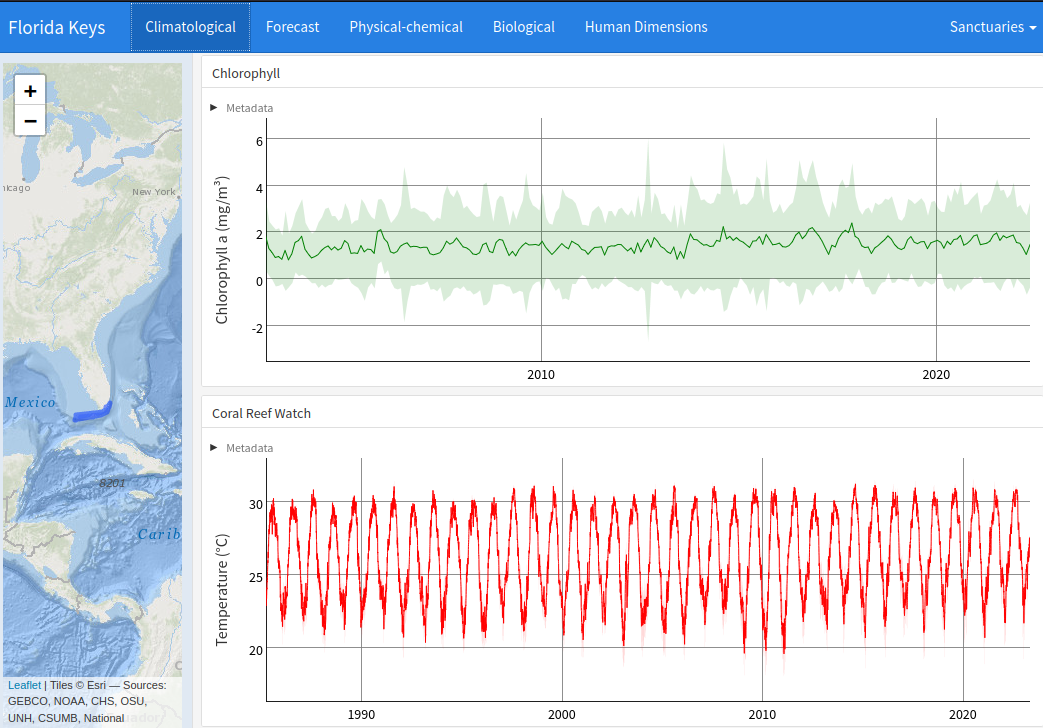 Florida Keys
Climatological
Forecast
Physical-chemical
Biological
Human Dimensions
Sanctuaries
+
−
hicago
New York
Mexico
8201
Carib
Leaflet | Tiles © Esri — Sources:
GEBCO, NOAA, CHS, OSU,
UNH, CSUMB, National
Chlorophyll
Metadata
Chlorophyll a (mg/m³)
6
4
2
0
-2
2010
2020
Coral Reef Watch
Metadata
Temperature (°C)
30
25
20
1990
2000
2010
2020